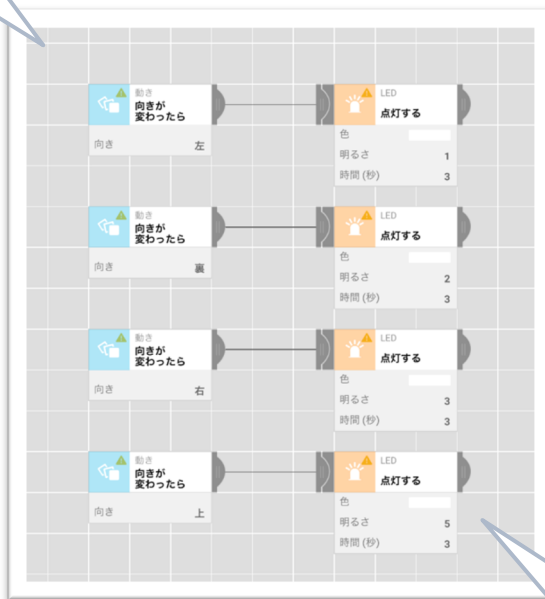 動き
向きが
変わったら
向き 左
LED
点灯する
色
明るさ 1
時間 (秒) 3
動き
向きが
変わったら
向き 裏
LED
点灯する
色
明るさ 2
時間 (秒) 3
動き
向きが
変わったら
向き 右
LED
点灯する
色
明るさ 3
時間 (秒) 3
動き
向きが
変わったら
向き 上
LED
点灯する
色
明るさ 5
時間 (秒) 3